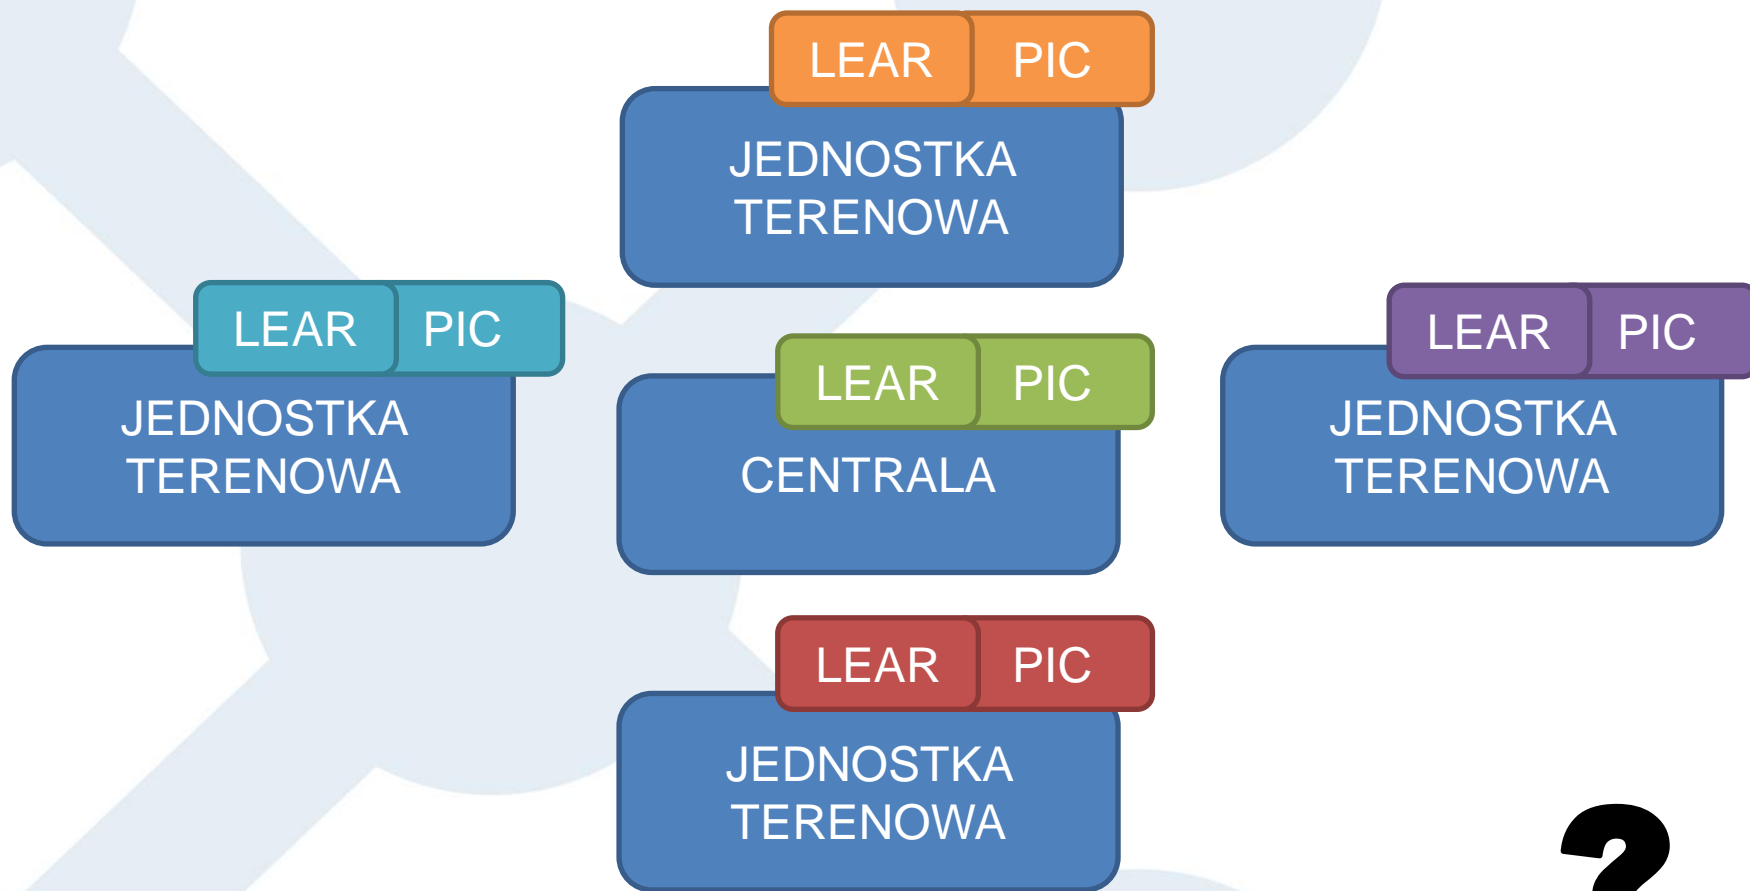 LEAR PIC
JEDNOSTKA
TERENOWA
LEAR PIC
JEDNOSTKA
TERENOWA
LEAR PIC
CENTRALA
LEAR PIC
JEDNOSTKA
TERENOWA
LEAR PIC
JEDNOSTKA
TERENOWA
?